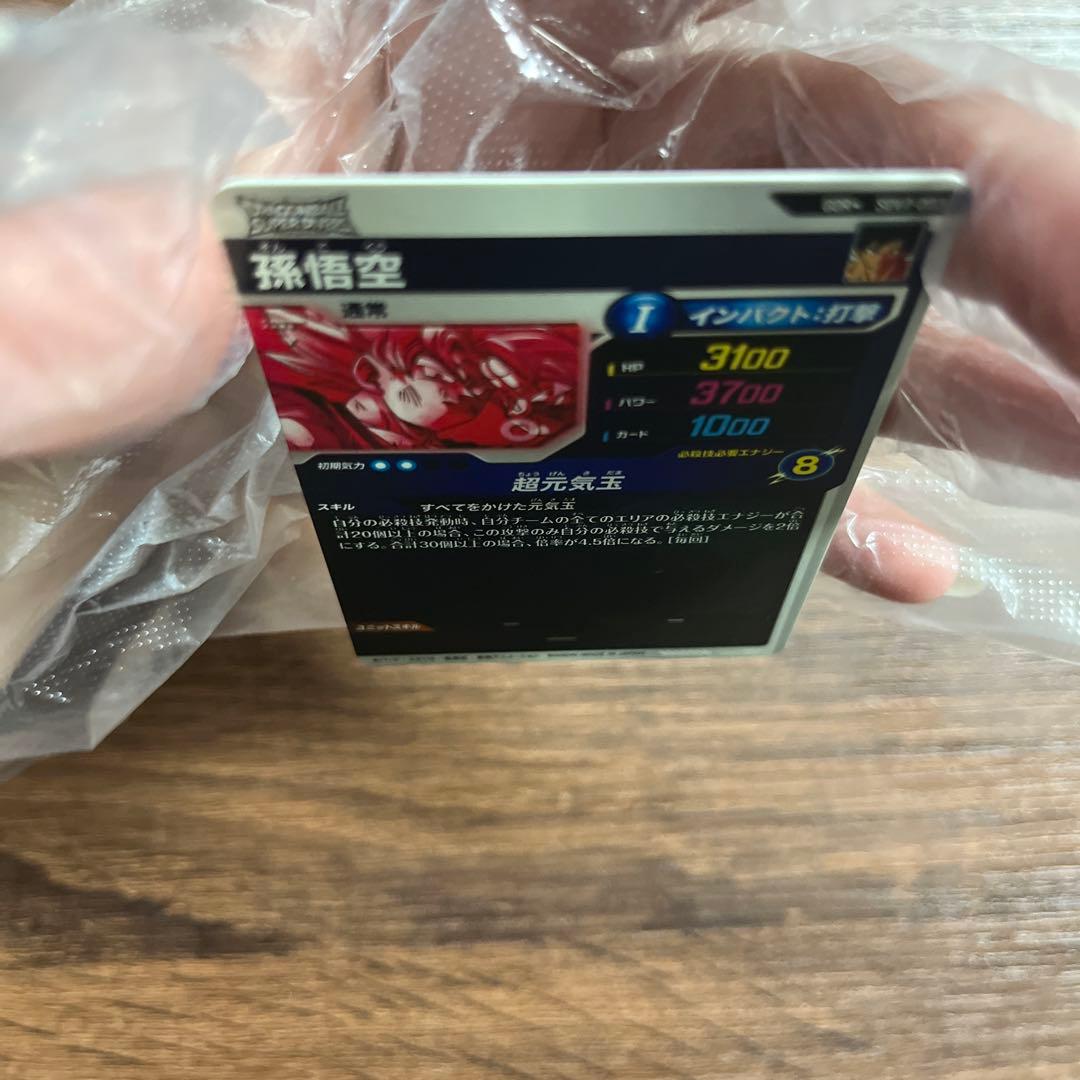 孫悟空
通常
I インパクト:打撃
HP 3100
パワー 3700
ガード 1000
初期気力
必殺技必要エナジー 8
超元気玉
スキル すべてをかけた元気玉
自分の必殺技発動時、自分チームの全てのエリアの必殺技エナジーが合
計20個以上の場合、この攻撃のみ自分の必殺技で与えるダメージを2倍
にする。合計30個以上の場合、倍率が4.5倍になる。[毎回]
ユニットスキル